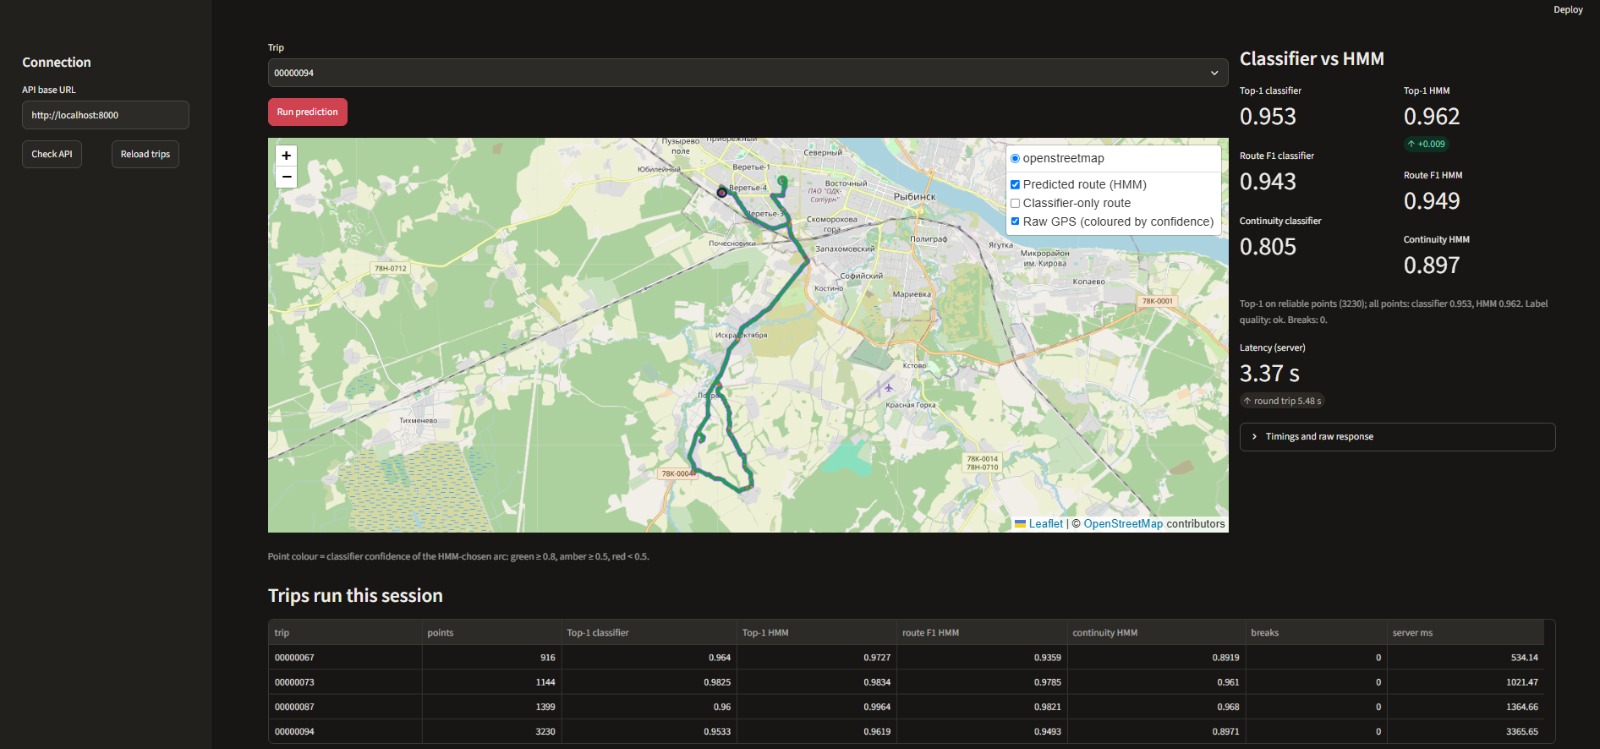 Deploy
Connection
API base URL
http://localhost:8000
Check API
Reload trips
Trip
00000094
Run prediction
+
−
openstreetmap
Predicted route (HMM)
Classifier-only route
Raw GPS (coloured by confidence)
Пузырево
поле
Северный
Юбилейный
Веретье-1
Веретье-4
Восточный
ПАО "ОДК-
Сатурн"
Рыбинск
Скоморохова
гора
Почесновики
Запахомовский
Полиграф
Ягутка
Микрорайон
им. Кирова
78Н-0712
Софийский
Копаево
Костино
Мариевка
78К-0001
Кстово
Красная Горка
Тихменево
78К-0004
78К-0014
78Н-0710
Leaflet | © OpenStreetMap contributors
Point colour = classifier confidence of the HMM-chosen arc: green ≥ 0.8, amber ≥ 0.5, red < 0.5.
Classifier vs HMM
Top-1 classifier
0.953
Top-1 HMM
0.962
↑ +0.009
Route F1 classifier
0.943
Route F1 HMM
0.949
Continuity classifier
0.805
Continuity HMM
0.897
Top-1 on reliable points (3230); all points: classifier 0.953, HMM 0.962. Label
quality: ok. Breaks: 0.
Latency (server)
3.37 s
↑ round trip 5.48 s
Timings and raw response
Trips run this session
trip points Top-1 classifier Top-1 HMM route F1 HMM continuity HMM breaks server ms
00000067 916 0.964 0.9727 0.9359 0.8919 0 534.14
00000073 1144 0.9825 0.9834 0.9785 0.961 0 1021.47
00000087 1399 0.96 0.9964 0.9821 0.968 0 1364.66
00000094 3230 0.9533 0.9619 0.9493 0.8971 0 3365.65